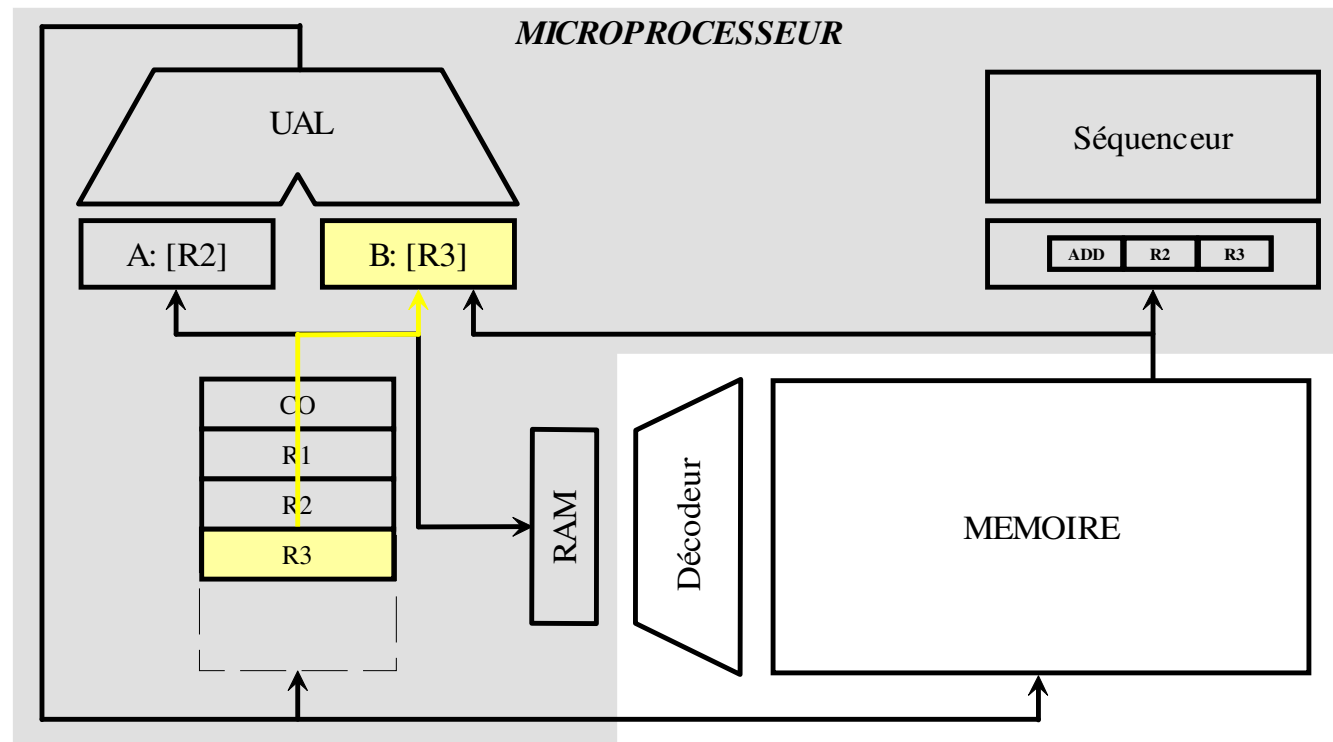 MICROPROCESSEUR
UAL
Séquenceur
A: [R2]
B: [R3]
ADD R2 R3
CO
R1
R2
R3
RAM
Décodeur
MEMOIRE